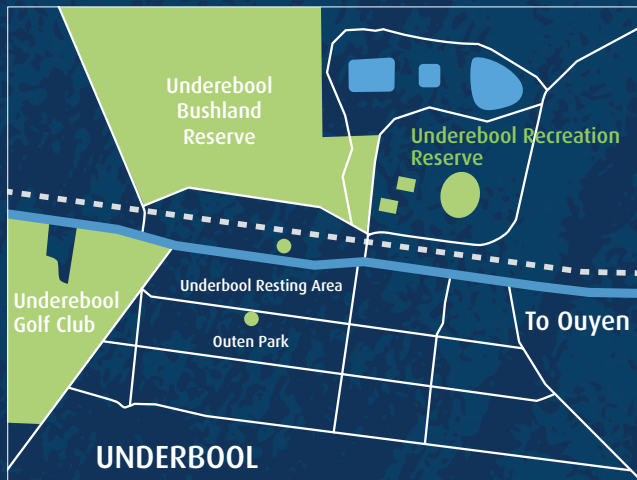 Underebool
Bushland
Reserve
Underebool Recreation
Reserve
Underbool Resting Area
Underebool
Golf Club
To Ouyen
Outen Park
UNDERBOOL